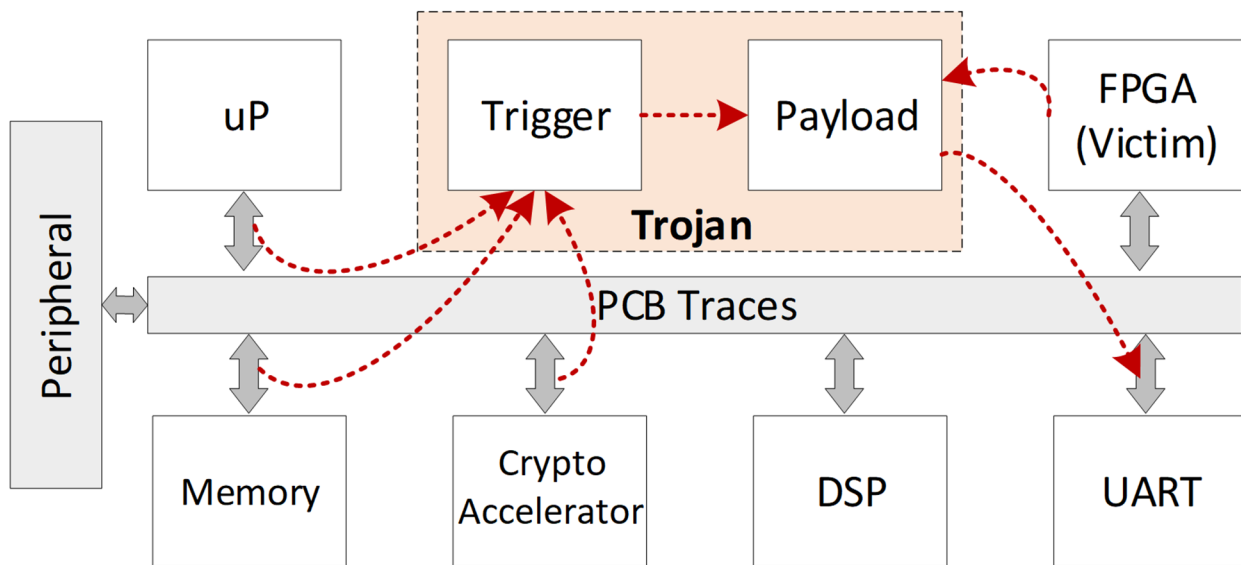 uP
Trigger
Payload
FPGA
(Victim)
Trojan
Peripheral
PCB Traces
Memory
Crypto
Accelerator
DSP
UART